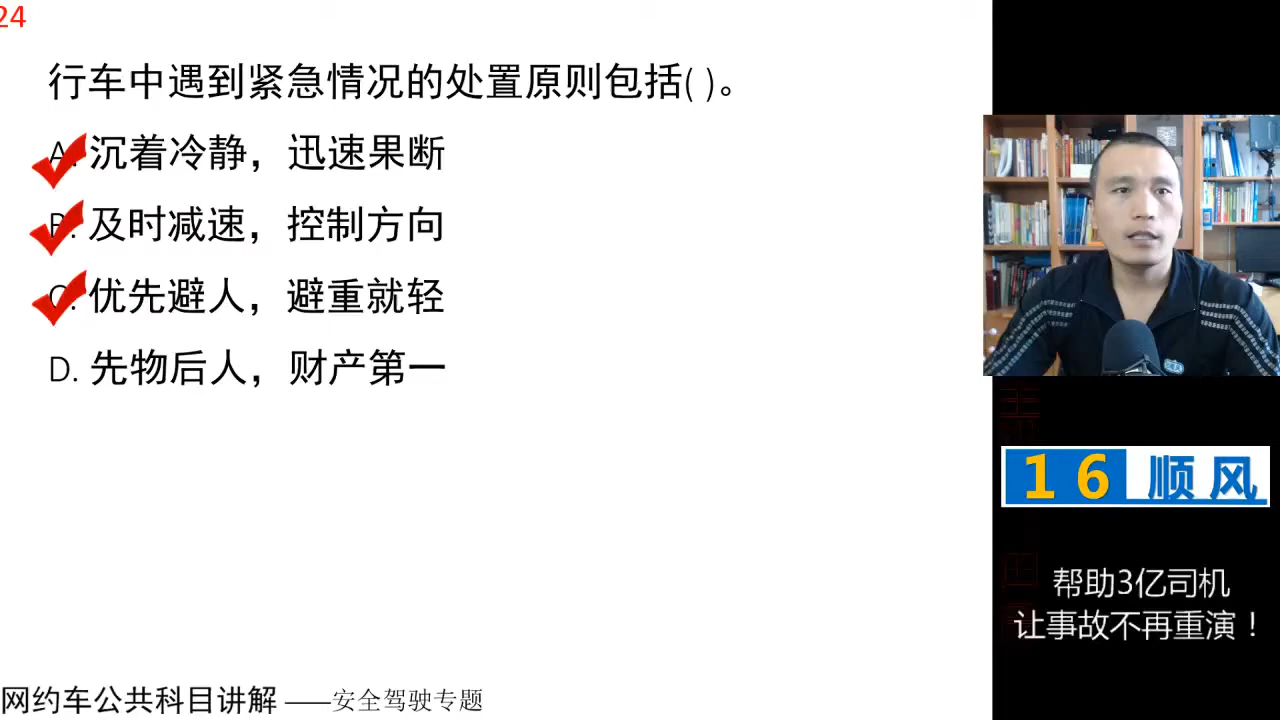 24
行车中遇到紧急情况的处置原则包括( )。
A. 沉着冷静，迅速果断
B. 及时减速，控制方向
C. 优先避人，避重就轻
D. 先物后人，财产第一
16顺风
帮助3亿司机
让事故不再重演！
网约车公共科目讲解 ——安全驾驶专题